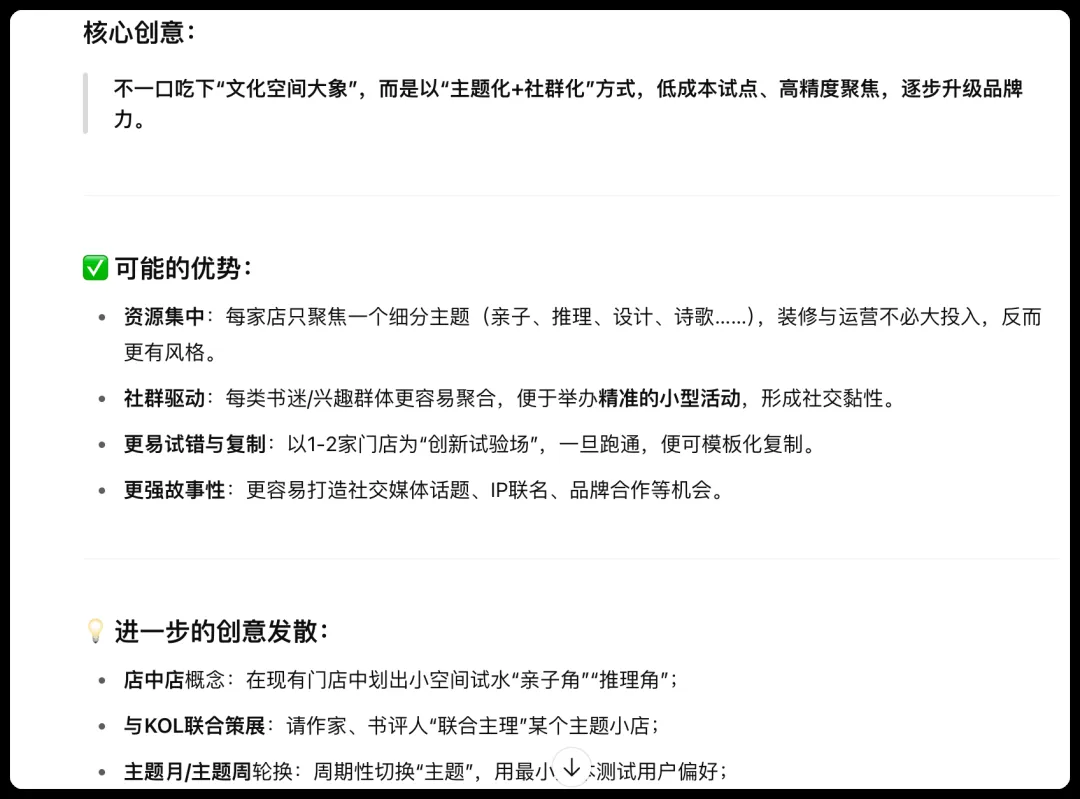 核心创意：
不一口吃下“文化空间大象”，而是以“主题化+社群化”方式，低成本试点、高精度聚焦，逐步升级品牌
力。
✅ 可能的优势：
• 资源集中：每家店只聚焦一个细分主题（亲子、推理、设计、诗歌……），装修与运营不必大投入，反而
更有风格。
• 社群驱动：每类书迷/兴趣群体更容易聚合，便于举办精准的小型活动，形成社交黏性。
• 更易试错与复制：以1-2家门店为“创新试验场”，一旦跑通，便可模板化复制。
• 更强故事性：更容易打造社交媒体话题、IP联名、品牌合作等机会。
💡 进一步的创意发散：
• 店中店概念：在现有门店中划出小空间试水“亲子角”“推理角”；
• 与KOL联合策展：请作家、书评人“联合主理”某个主题小店；
• 主题月/主题周轮换：周期性切换“主题”，用最小 测试用户偏好；